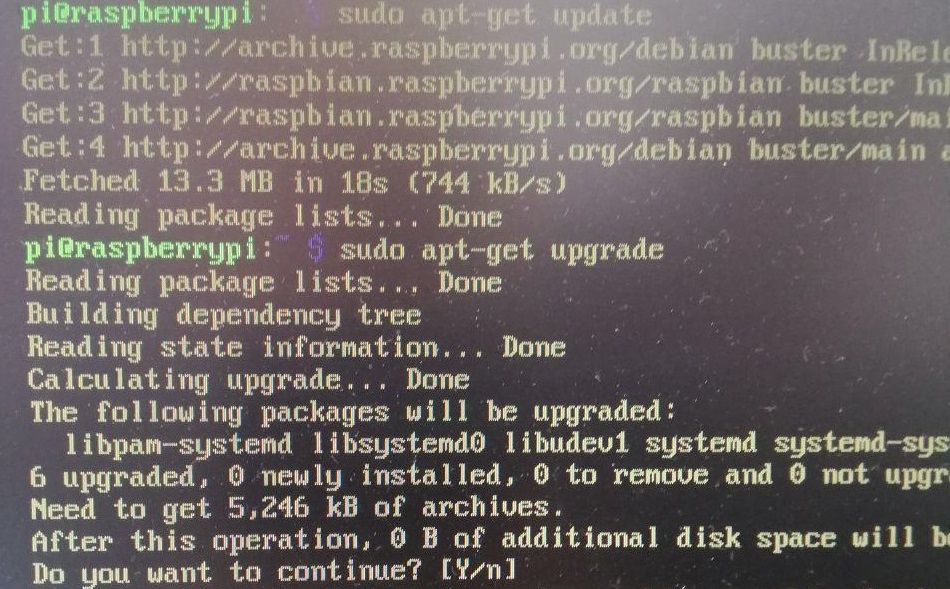 pi@raspberrypi: $ sudo apt-get update
Get:1 http://archive.raspberrypi.org/debian buster InRel
Get:2 http://raspbian.raspberrypi.org/raspbian buster In
Get:3 http://raspbian.raspberrypi.org/raspbian buster/mai
Get:4 http://archive.raspberrypi.org/debian buster/main a
Fetched 13.3 MB in 18s (744 kB/s)
Reading package lists... Done
pi@raspberrypi:~ $ sudo apt-get upgrade
Reading package lists... Done
Building dependency tree
Reading state information... Done
Calculating upgrade... Done
The following packages will be upgraded:
libpam-systemd libsystemd0 libudev1 systemd systemd-sys
6 upgraded, 0 newly installed, 0 to remove and 0 not upgr
Need to get 5,246 kB of archives.
After this operation, 0 B of additional disk space will be
Do you want to continue? [Y/n]